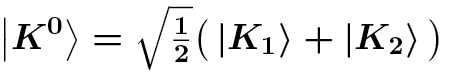 |K⁰⟩ = √(1/2) ( |K₁⟩ + |K₂⟩ )